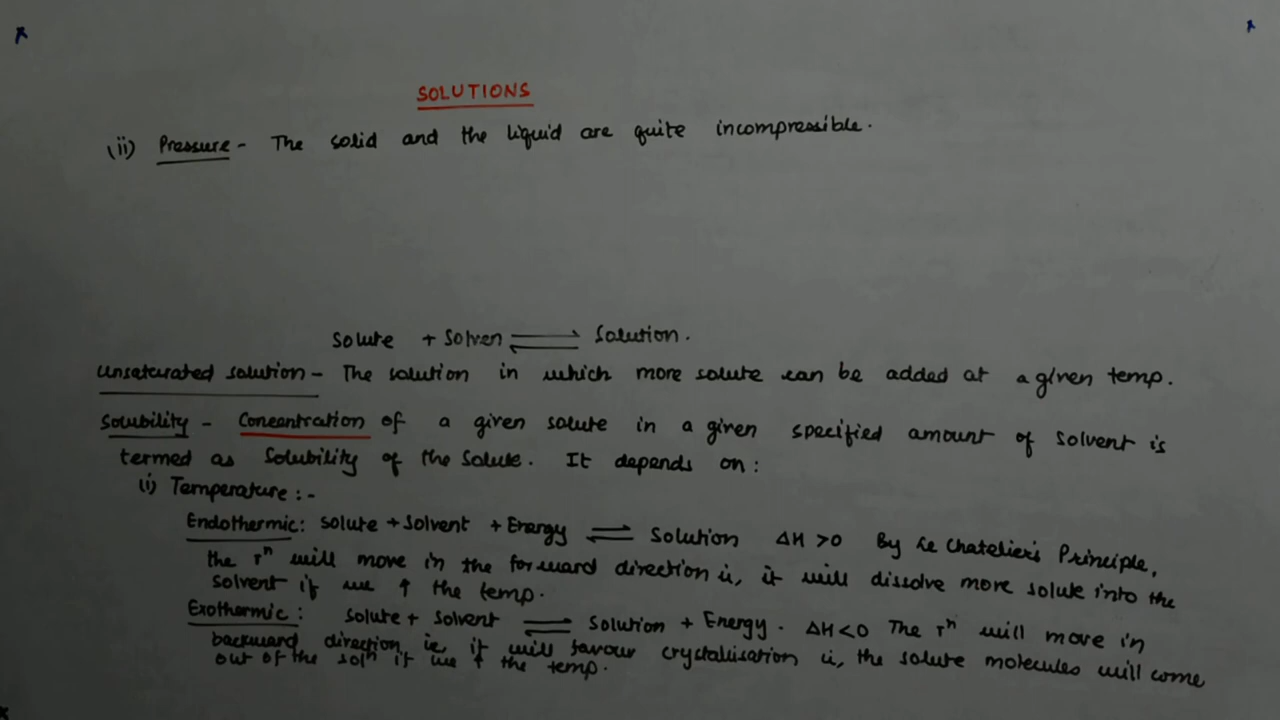 SOLUTIONS
(ii) Pressure - The solid and the liquid are quite incompressible.
Solute + Solven ⇌ Solution.
Unsaturated solution - The solution in which more solute can be added at a given temp.
Solubility - Concentration of a given solute in a given specified amount of solvent is
termed as Solubility of the Solute. It depends on:
(i) Temperature :-
Endothermic: Solute + Solvent + Energy ⇌ Solution ΔH >0 By Le Chatelier's Principle,
the rⁿ will move in the forward direction ie, it will dissolve more solute into the
solvent if we ↑ the temp.
Exothermic: Solute + Solvent ⇌ Solution + Energy. ΔH<0 The rⁿ will move in
backward direction ie, it will favour crystallisation ie, the solute molecules will come
out of the solⁿ if we ↑ the temp.